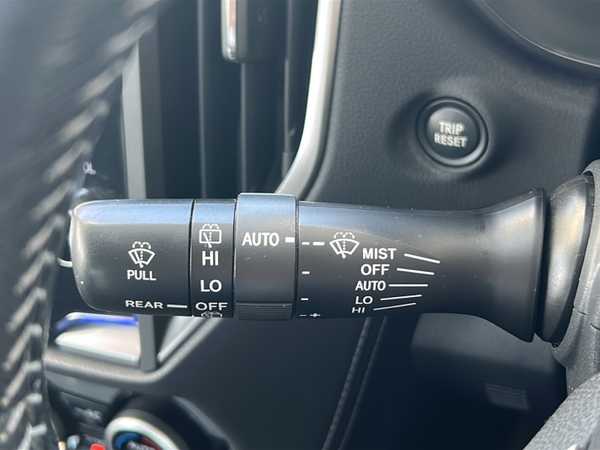 TRIP
RESET
PULL
REAR
HI
LO
OFF
AUTO
MIST
OFF
AUTO
LO
HI
- +